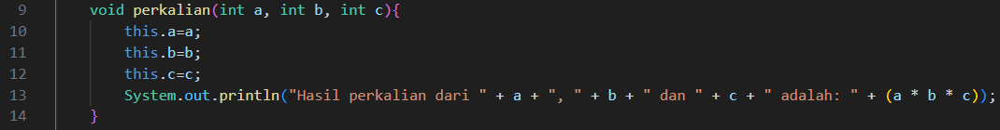 9 void perkalian(int a, int b, int c){
10 this.a=a;
11 this.b=b;
12 this.c=c;
13 System.out.println("Hasil perkalian dari " + a + ", " + b + " dan " + c + " adalah: " + (a * b * c));
14 }